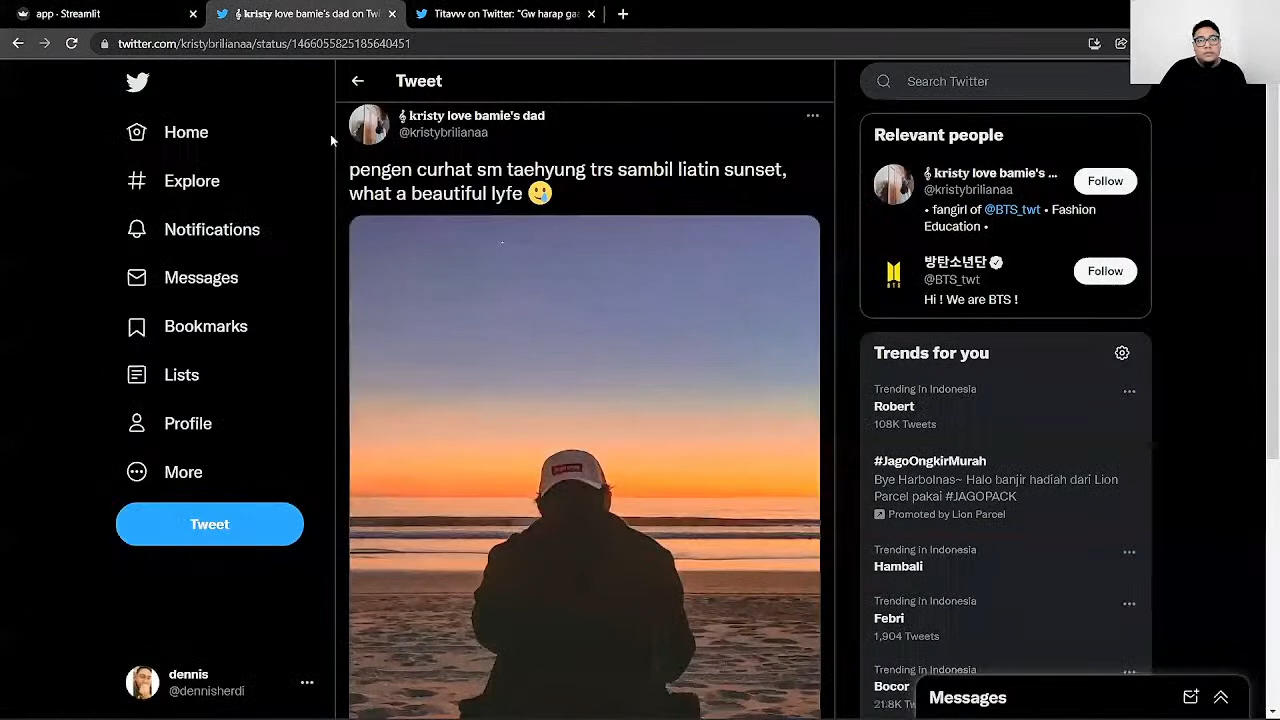 app · Streamlit
𝄞 kristy love bamie's dad on Twi
Titavvv on Twitter: "Gw harap ga
twitter.com/kristybrilianaa/status/1466055825185640451
Home
Explore
Notifications
Messages
Bookmarks
Lists
Profile
More
Tweet
dennis
@dennisherdi
Tweet
𝄞 kristy love bamie's dad
@kristybrilianaa
pengen curhat sm taehyung trs sambil liatin sunset,
what a beautiful lyfe 🥲
Search Twitter
Relevant people
𝄞 kristy love bamie's ...
@kristybrilianaa
Follow
• fangirl of @BTS_twt • Fashion
Education •
방탄소년단
@BTS_twt
Follow
Hi ! We are BTS !
BTS
Trends for you
Trending in Indonesia
Robert
108K Tweets
#JagoOngkirMurah
Bye Harbolnas~ Halo banjir hadiah dari Lion
Parcel pakai #JAGOPACK
Promoted by Lion Parcel
Trending in Indonesia
Hambali
Trending in Indonesia
Febri
1,904 Tweets
Trending in Indonesia
Bocor
21.8K Tw
Messages